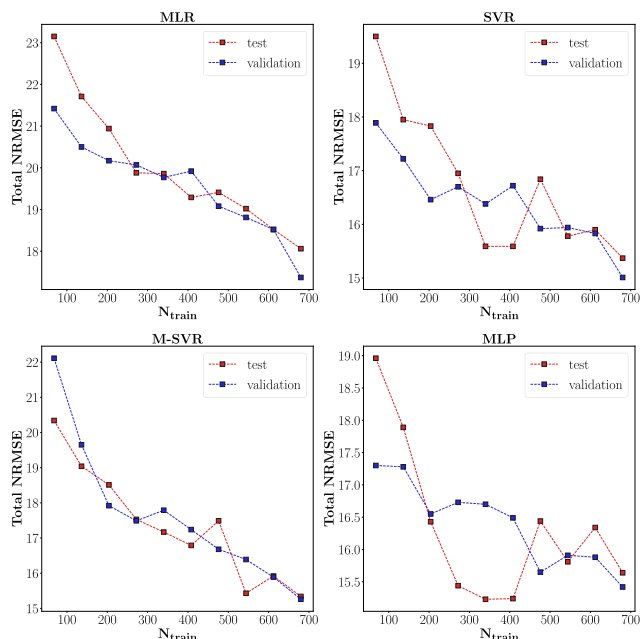 MLR
23
22
21
20
19
18
Total NRMSE
test
validation
100 200 300 400 500 600 700
N_train
SVR
19
18
17
16
15
Total NRMSE
test
validation
100 200 300 400 500 600 700
N_train
M-SVR
22
21
20
19
18
17
16
15
Total NRMSE
test
validation
100 200 300 400 500 600 700
N_train
MLP
19.0
18.5
18.0
17.5
17.0
16.5
16.0
15.5
Total NRMSE
test
validation
100 200 300 400 500 600 700
N_train